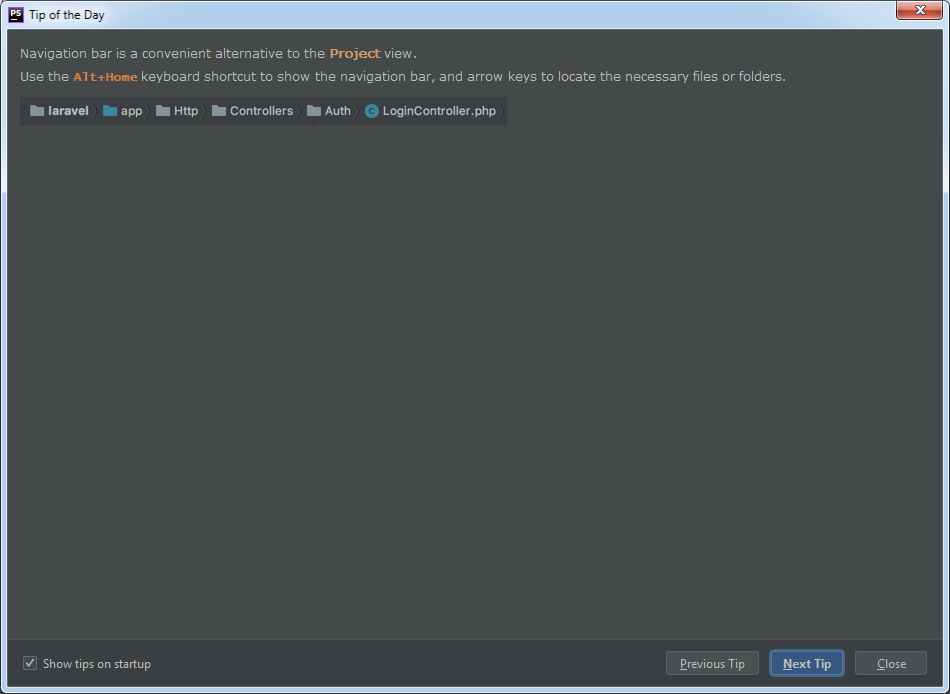 PS Tip of the Day
Navigation bar is a convenient alternative to the Project view.
Use the Alt+Home keyboard shortcut to show the navigation bar, and arrow keys to locate the necessary files or folders.
laravel app Http Controllers Auth C LoginController.php
Show tips on startup Previous Tip Next Tip Close